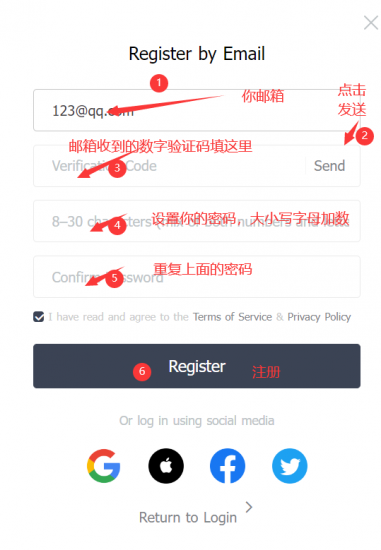 Register by Email
1
123@qq.com
你邮箱
点击
发送
2
邮箱收到的数字验证码填这里
Verification Code
3
Send
设置你的密码，大小写字母加数
8–30 characters
numbers and
4
重复上面的密码
Confirm Password
5
I have read and agree to the Terms of Service & Privacy Policy
6
Register
注册
Or log in using social media
Return to Login